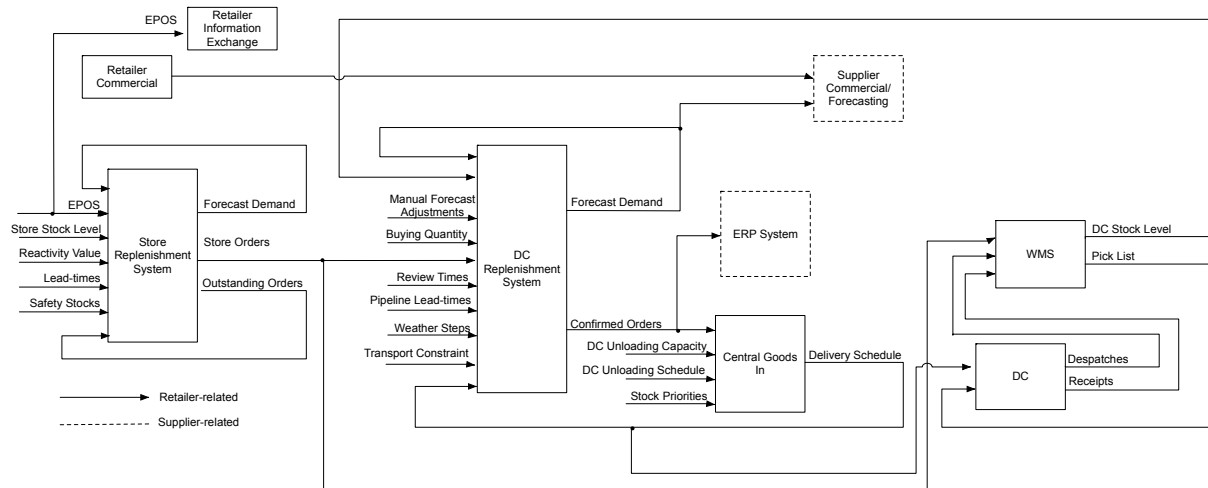 EPOS
Retailer
Information
Exchange
Retailer
Commercial
Supplier
Commercial/
Forecasting
EPOS
Store Stock Level
Reactivity Value
Lead-times
Safety Stocks
Store
Replenishment
System
Forecast Demand
Store Orders
Outstanding Orders
Manual Forecast
Adjustments
Buying Quantity
Review Times
Pipeline Lead-times
Weather Steps
Transport Constraint
DC
Replenishment
System
Forecast Demand
Confirmed Orders
ERP System
DC Unloading Capacity
DC Unloading Schedule
Stock Priorities
Central Goods
In
Delivery Schedule
WMS
DC Stock Level
Pick List
DC
Despatches
Receipts
Retailer-related
Supplier-related